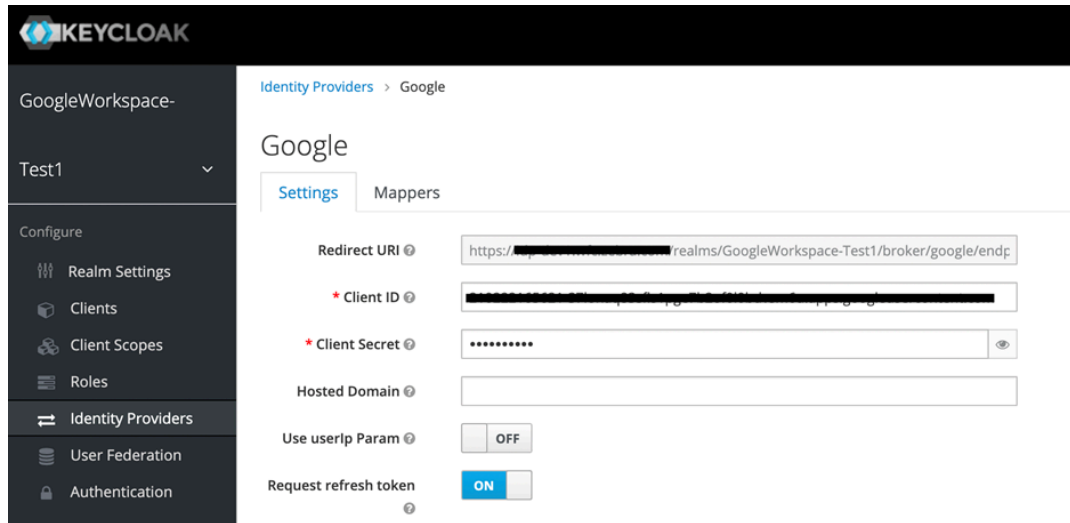 KEYCLOAK
GoogleWorkspace-
Test1
Configure
Realm Settings
Clients
Client Scopes
Roles
Identity Providers
User Federation
Authentication
Identity Providers > Google
Google
Settings Mappers
Redirect URI https:// /realms/GoogleWorkspace-Test1/broker/google/endp
* Client ID
* Client Secret ••••••••••
Hosted Domain
Use userIp Param OFF
Request refresh token ON